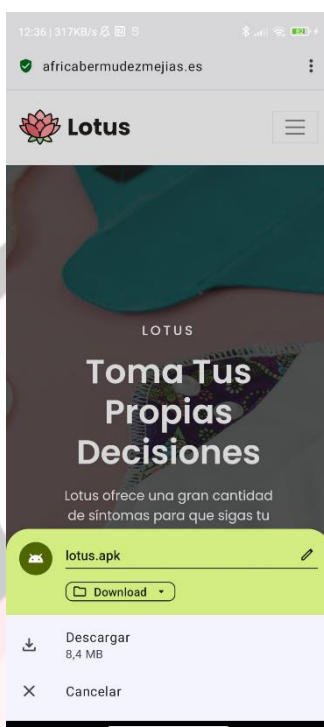 12:36 | 317KB/s
africabermudezmejias.es
Lotus
LOTUS
Toma Tus
Propias
Decisiones
Lotus ofrece una gran cantidad
de síntomas para que sigas tu
lotus.apk
Download
Descargar
8,4 MB
Cancelar